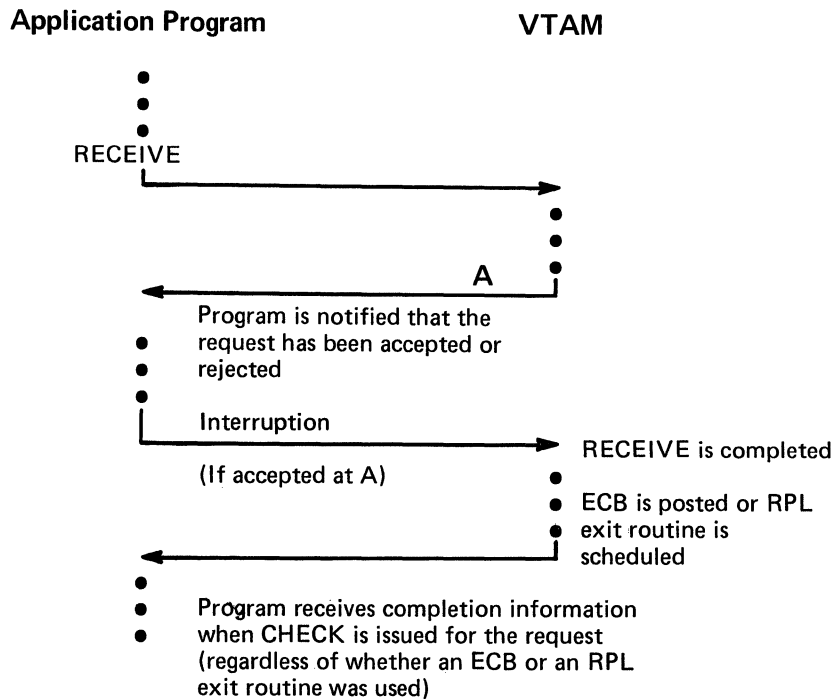 Application Program
VTAM
RECEIVE
A
Program is notified that the
request has been accepted or
rejected
Interruption
(If accepted at A)
RECEIVE is completed
ECB is posted or RPL
exit routine is
scheduled
Program receives completion information
when CHECK is issued for the request
(regardless of whether an ECB or an RPL
exit routine was used)